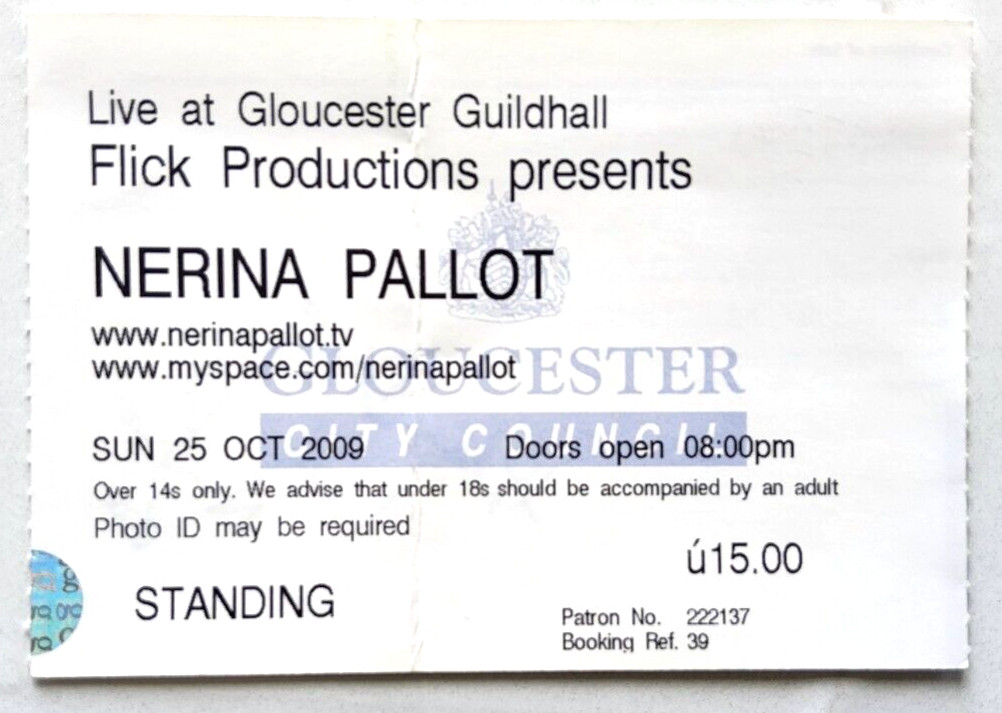 Live at Gloucester Guildhall
Flick Productions presents
NERINA PALLOT
www.nerinapallot.tv
www.myspace.com/nerinapallot
GLOUCESTER
CITY COUNCIL
SUN 25 OCT 2009 Doors open 08:00pm
Over 14s only. We advise that under 18s should be accompanied by an adult
Photo ID may be required
ú15.00
STANDING
Patron No. 222137
Booking Ref. 39